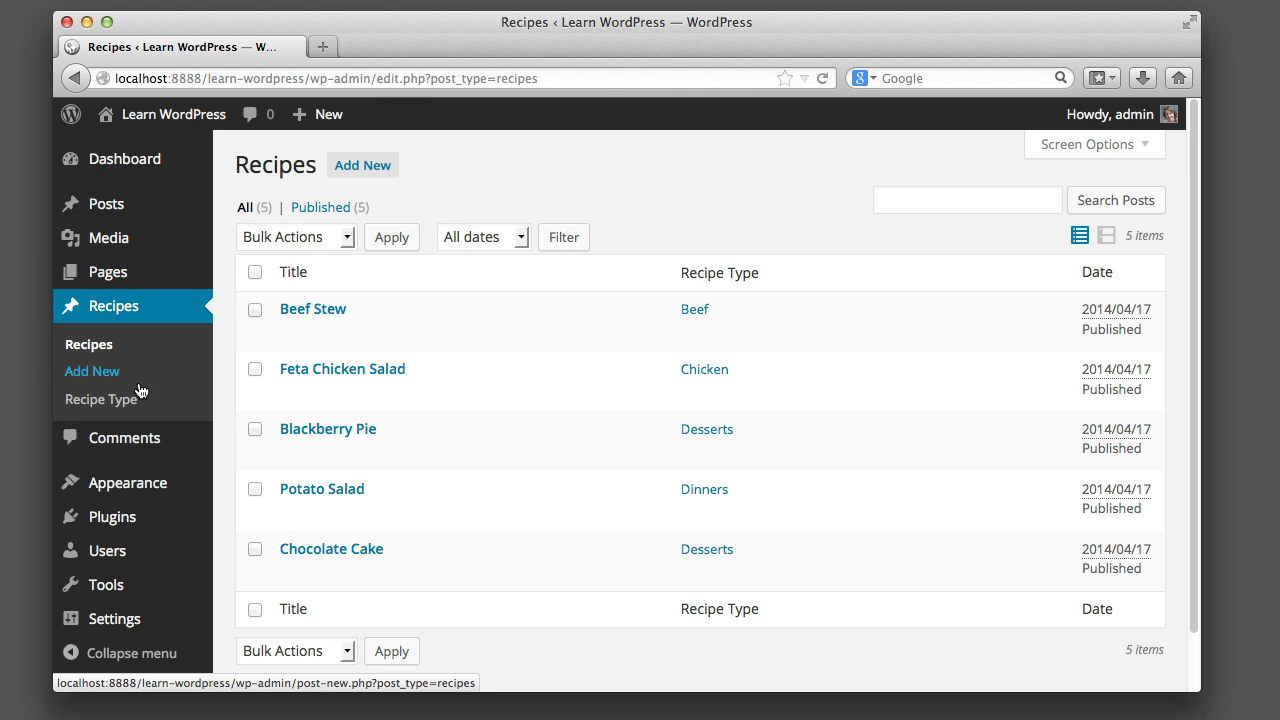 Recipes ‹ Learn WordPress — WordPress
Recipes ‹ Learn WordPress — W...
localhost:8888/learn-wordpress/wp-admin/edit.php?post_type=recipes
8 Google
Learn WordPress 0 New Howdy, admin
Screen Options
Dashboard
Posts
Media
Pages
Recipes
Recipes
Add New
Recipe Type
Comments
Appearance
Plugins
Users
Tools
Settings
Collapse menu
Recipes Add New
All (5) | Published (5)
Search Posts
Bulk Actions Apply All dates Filter 5 items
Title Recipe Type Date
Beef Stew Beef 2014/04/17
Published
Feta Chicken Salad Chicken 2014/04/17
Published
Blackberry Pie Desserts 2014/04/17
Published
Potato Salad Dinners 2014/04/17
Published
Chocolate Cake Desserts 2014/04/17
Published
Title Recipe Type Date
Bulk Actions Apply 5 items
localhost:8888/learn-wordpress/wp-admin/post-new.php?post_type=recipes